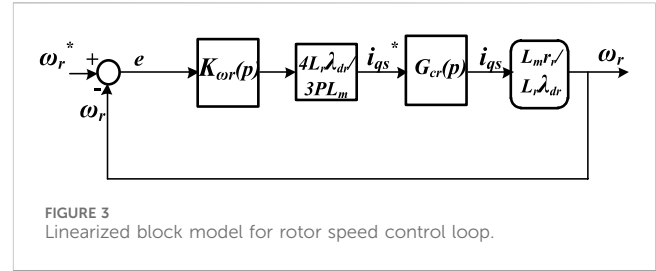 ωr* + e Kωr(p) 4Lrλdr/ 3PLm iqs* Gcr(p) iqs Lmrr/ Lrλdr ωr
-
ωr
FIGURE 3
Linearized block model for rotor speed control loop.